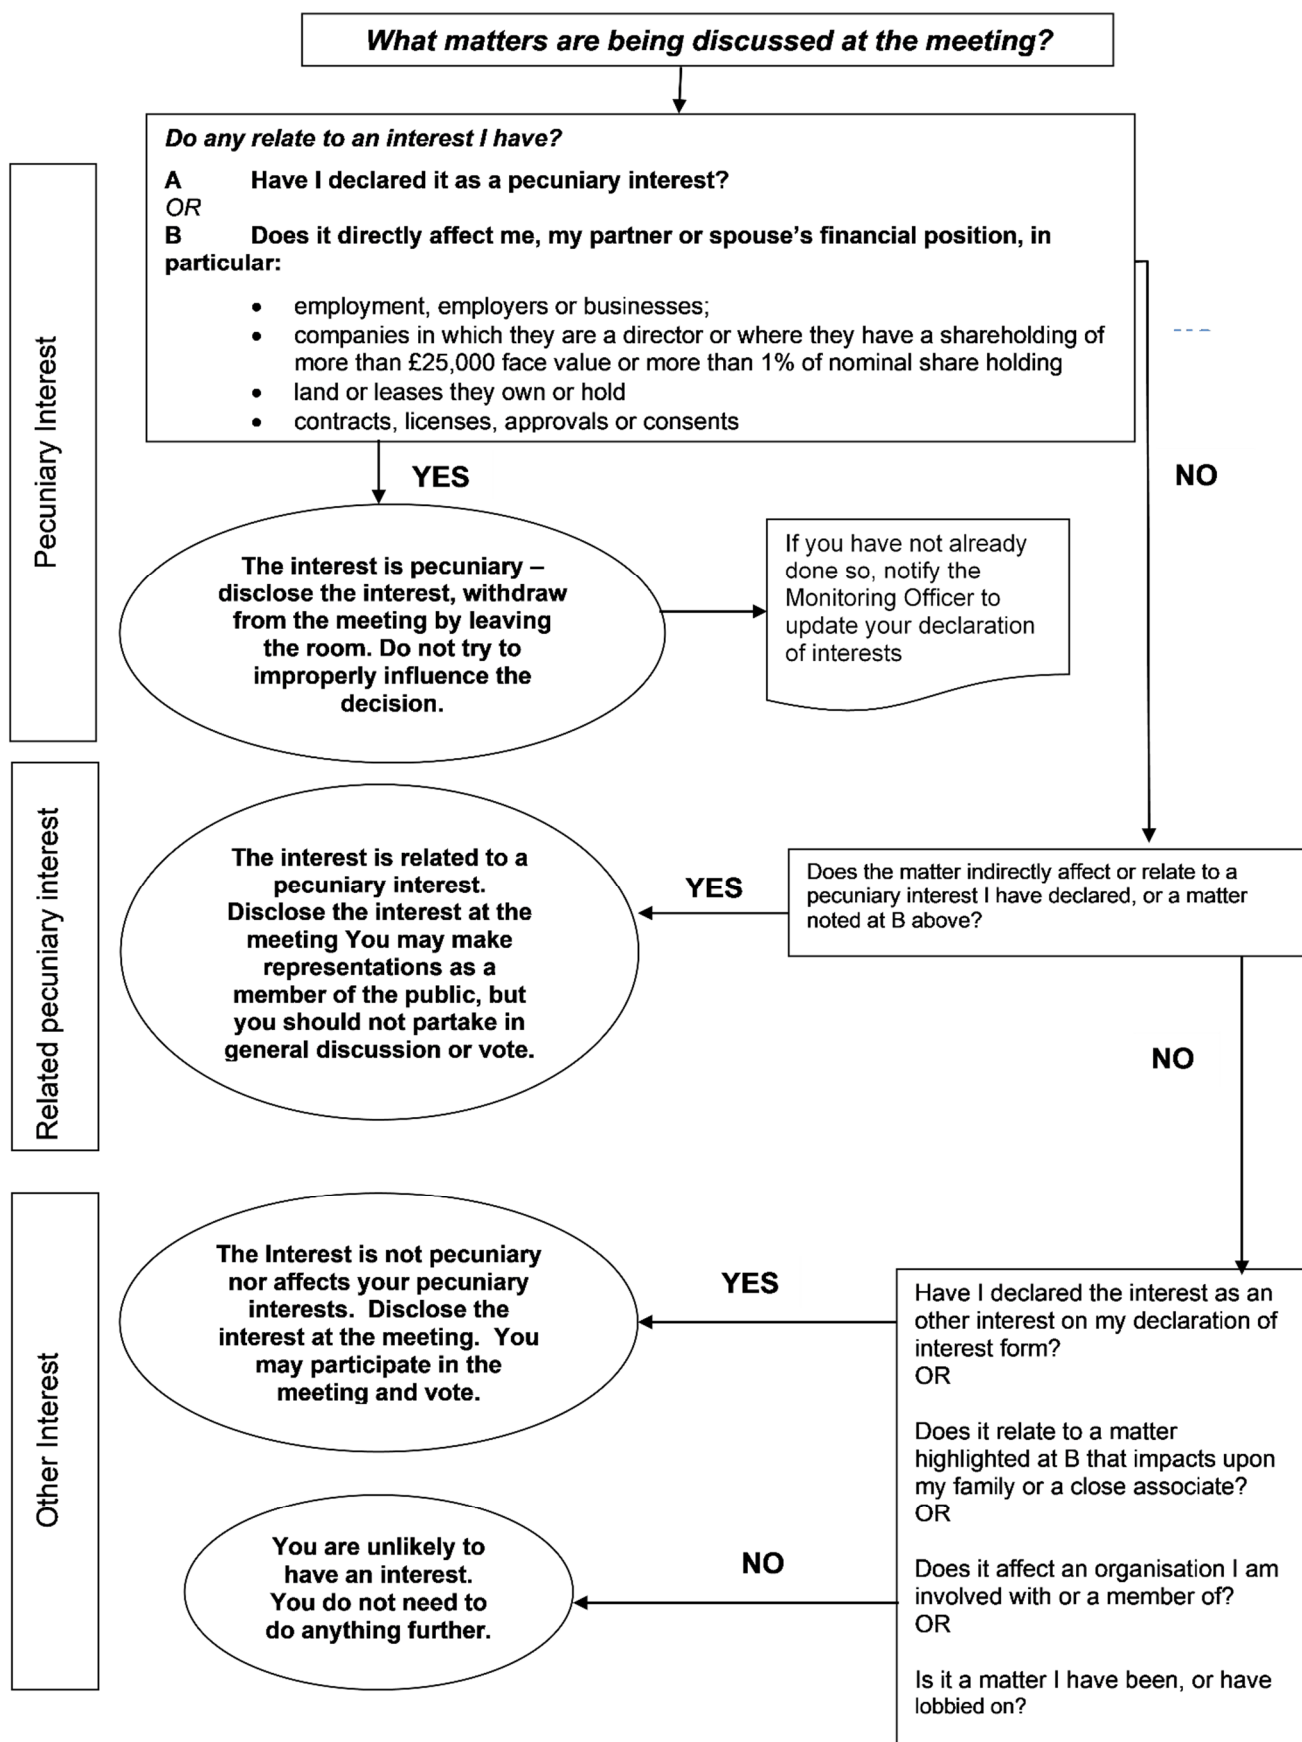 What matters are being discussed at the meeting?
Do any relate to an interest I have?
A Have I declared it as a pecuniary interest?
OR
B Does it directly affect me, my partner or spouse's financial position, in
particular:
• employment, employers or businesses;
• companies in which they are a director or where they have a shareholding of
more than £25,000 face value or more than 1% of nominal share holding
• land or leases they own or hold
• contracts, licenses, approvals or consents
Pecuniary Interest
YES
NO
The interest is pecuniary –
disclose the interest, withdraw
from the meeting by leaving
the room. Do not try to
improperly influence the
decision.
If you have not already
done so, notify the
Monitoring Officer to
update your declaration
of interests
Related pecuniary interest
The interest is related to a
pecuniary interest.
Disclose the interest at the
meeting You may make
representations as a
member of the public, but
you should not partake in
general discussion or vote.
YES
Does the matter indirectly affect or relate to a
pecuniary interest I have declared, or a matter
noted at B above?
NO
Other Interest
The Interest is not pecuniary
nor affects your pecuniary
interests. Disclose the
interest at the meeting. You
may participate in the
meeting and vote.
YES
Have I declared the interest as an
other interest on my declaration of
interest form?
OR
Does it relate to a matter
highlighted at B that impacts upon
my family or a close associate?
OR
Does it affect an organisation I am
involved with or a member of?
OR
Is it a matter I have been, or have
lobbied on?
NO
You are unlikely to
have an interest.
You do not need to
do anything further.